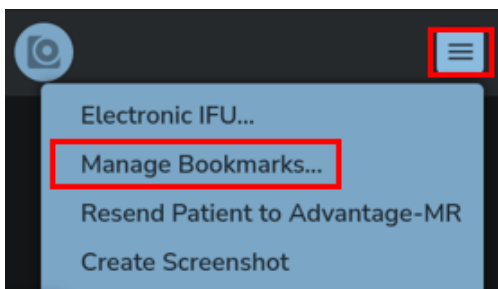 Electronic IFU...
Manage Bookmarks...
Resend Patient to Advantage-MR
Create Screenshot